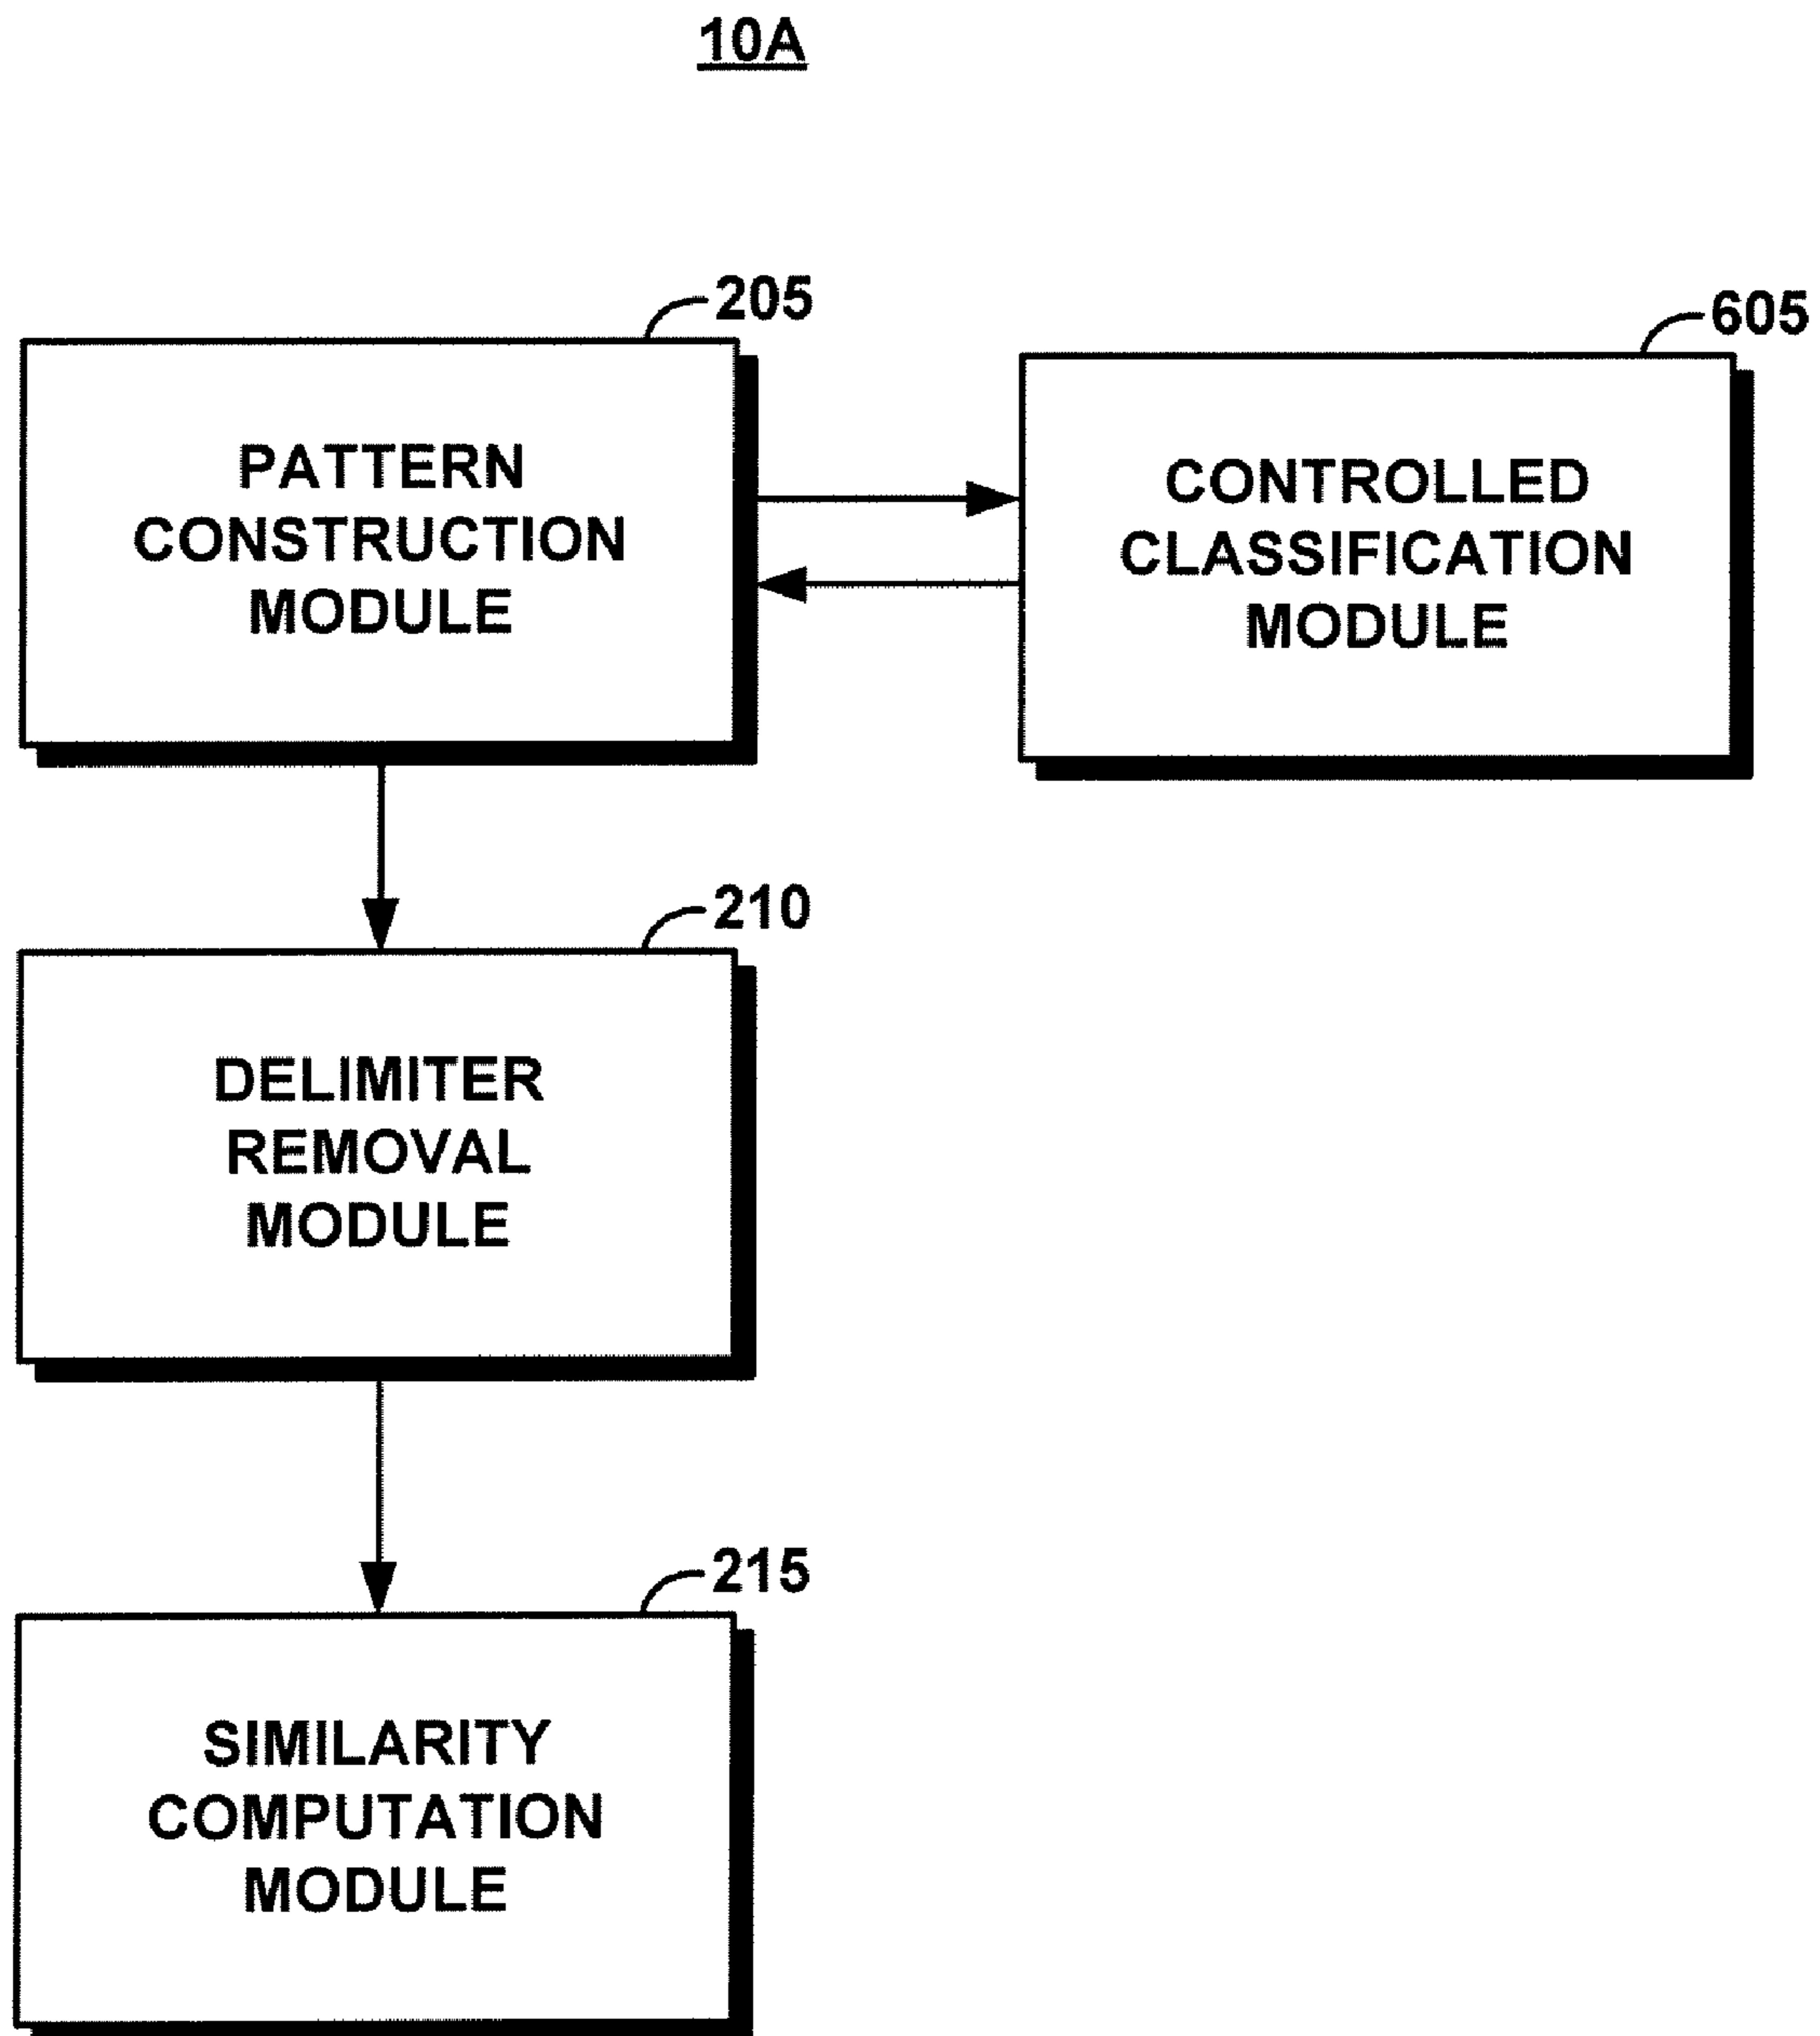 10A
205
PATTERN
CONSTRUCTION
MODULE
605
CONTROLLED
CLASSIFICATION
MODULE
210
DELIMITER
REMOVAL
MODULE
215
SIMILARITY
COMPUTATION
MODULE